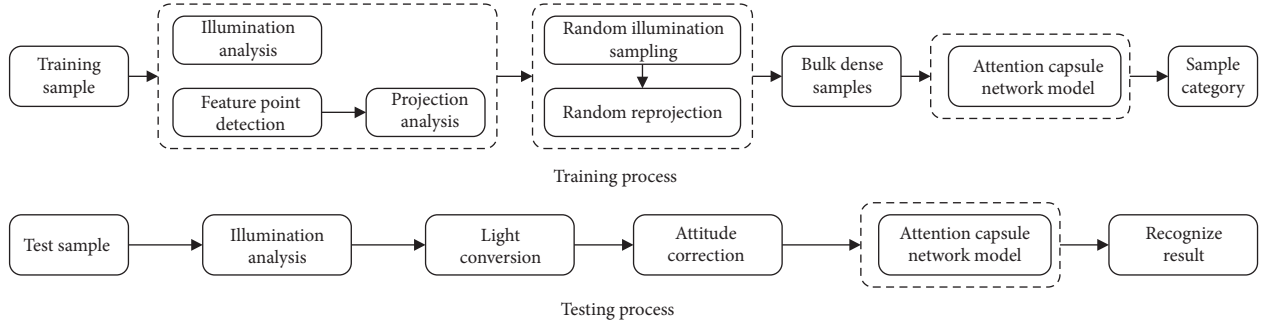 Training
sample
Illumination
analysis
Feature point
detection
Projection
analysis
Random illumination
sampling
Random reprojection
Bulk dense
samples
Attention capsule
network model
Sample
category
Training process
Test sample
Illumination
analysis
Light
conversion
Attitude
correction
Attention capsule
network model
Recognize
result
Testing process